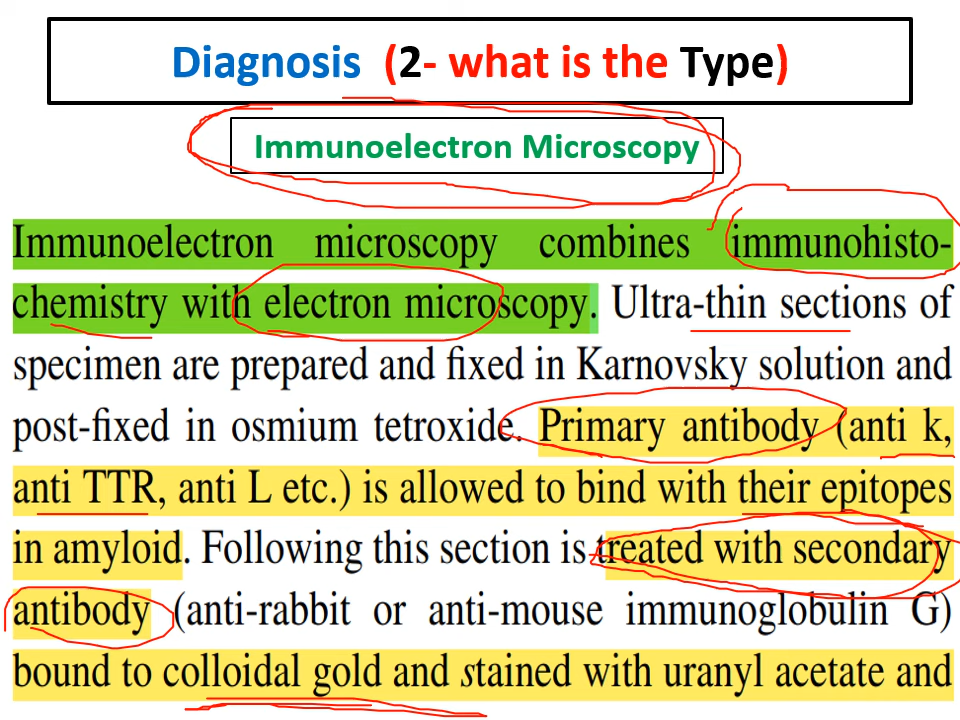 Diagnosis (2- what is the Type)
Immunoelectron Microscopy
Immunoelectron microscopy combines immunohisto-
chemistry with electron microscopy. Ultra-thin sections of
specimen are prepared and fixed in Karnovsky solution and
post-fixed in osmium tetroxide. Primary antibody (anti k,
anti TTR, anti L etc.) is allowed to bind with their epitopes
in amyloid. Following this section is treated with secondary
antibody (anti-rabbit or anti-mouse immunoglobulin G)
bound to colloidal gold and stained with uranyl acetate and